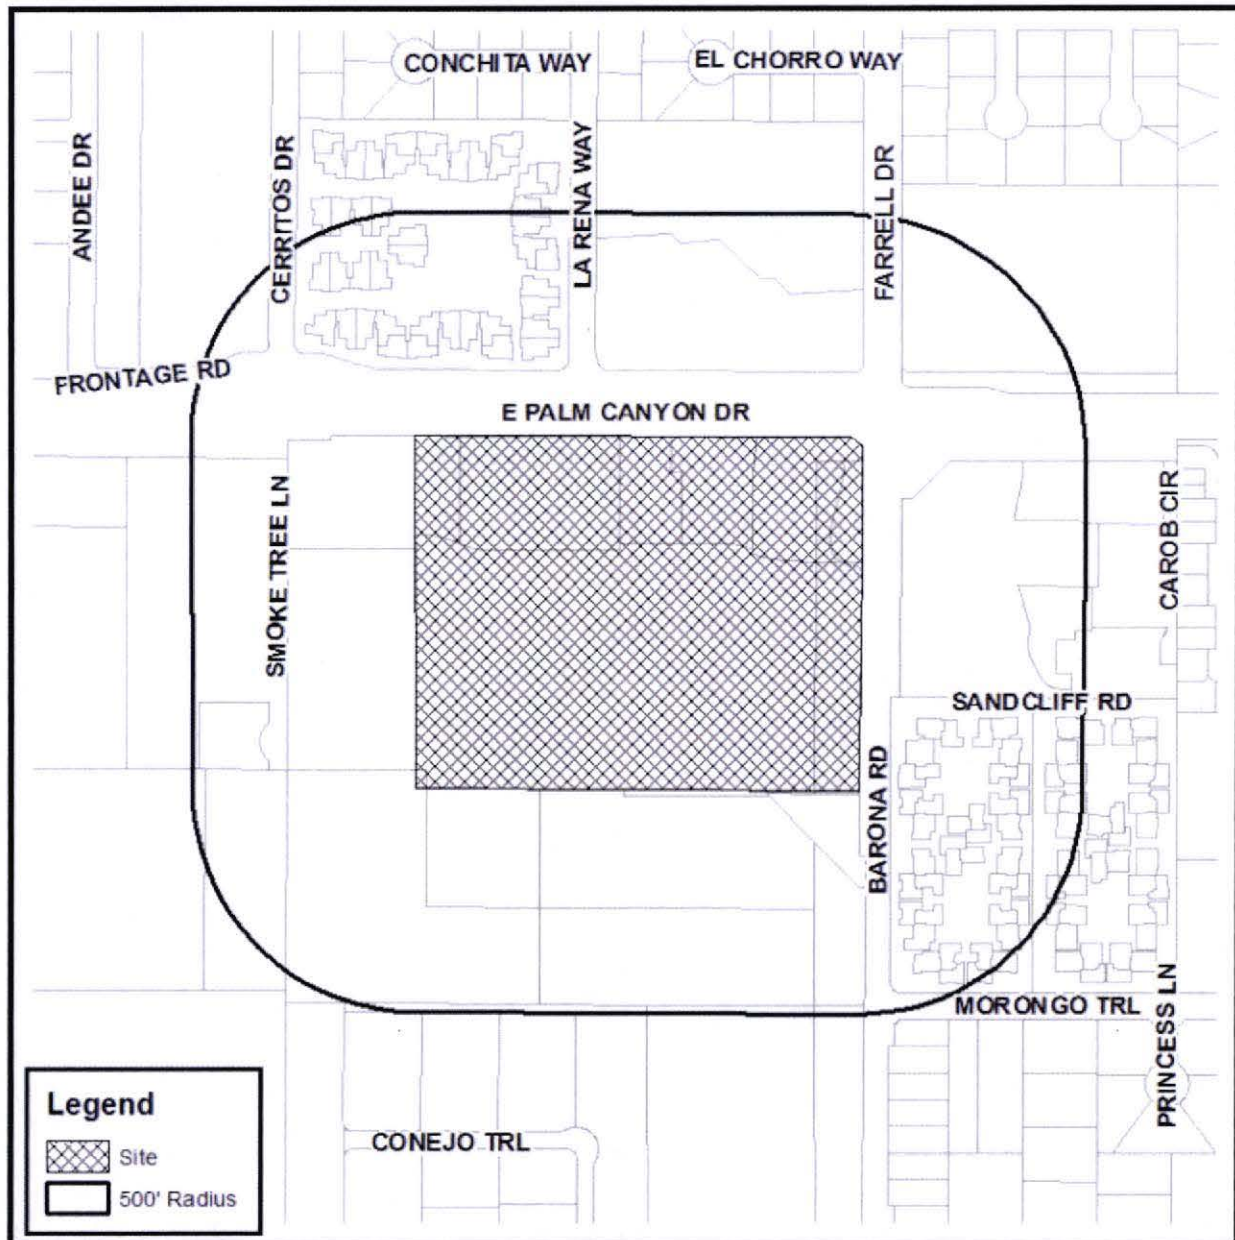 CONCHITA WAY
EL CHORRO WAY
ANDEE DR
CERRITOS DR
LA RENA WAY
FARRELL DR
FRONTAGE RD
E PALM CANYON DR
SMOKE TREE LN
CAROB CIR
SANDCLIFF RD
BARONA RD
MORONGO TRL
PRINCESS LN
CONEJO TRL
Legend
Site
500' Radius